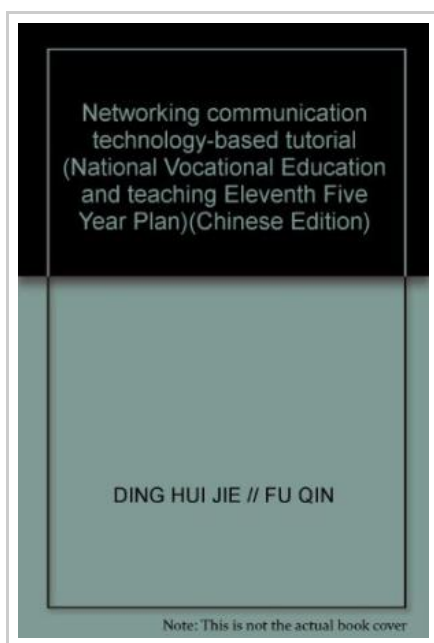 Networking communication
technology-based tutorial
(National Vocational Education
and teaching Eleventh Five
Year Plan)(Chinese Edition)
DING HUI JIE // FU QIN
Note: This is not the actual book cover